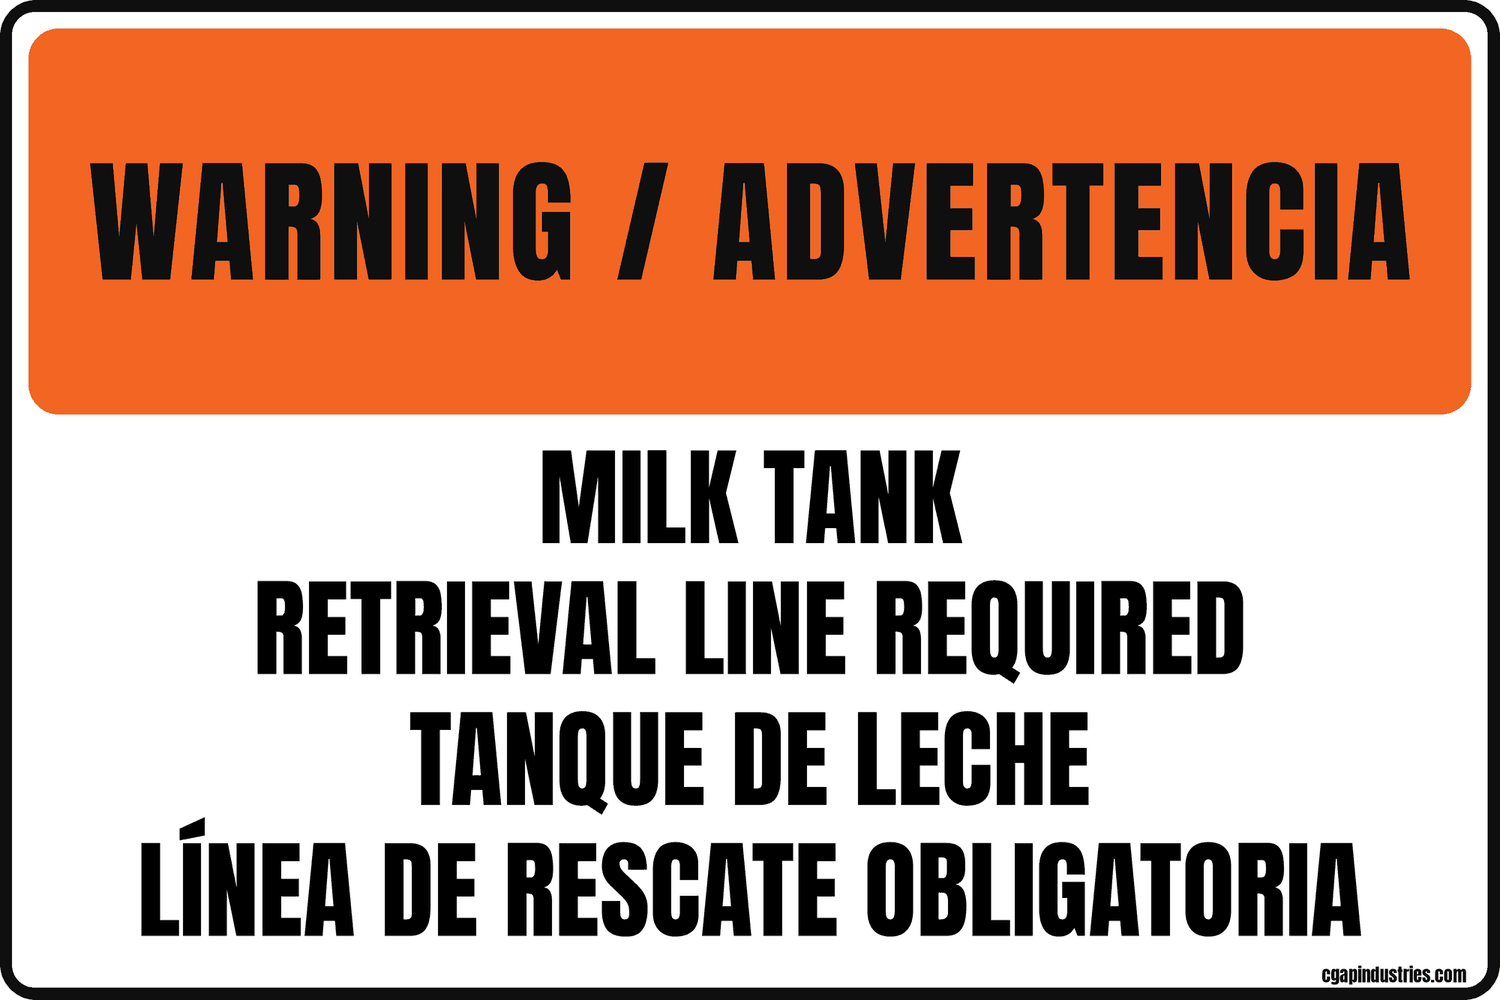 WARNING / ADVERTENCIA
MILK TANK
RETRIEVAL LINE REQUIRED
TANQUE DE LECHE
LÍNEA DE RESCATE OBLIGATORIA
cgapindustries.com